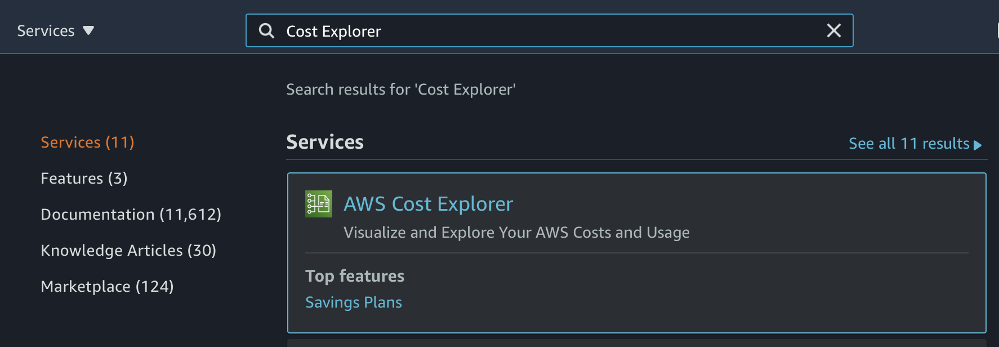 Services
Cost Explorer
Search results for 'Cost Explorer'
Services (11)
Features (3)
Documentation (11,612)
Knowledge Articles (30)
Marketplace (124)
Services
See all 11 results
AWS Cost Explorer
Visualize and Explore Your AWS Costs and Usage
Top features
Savings Plans